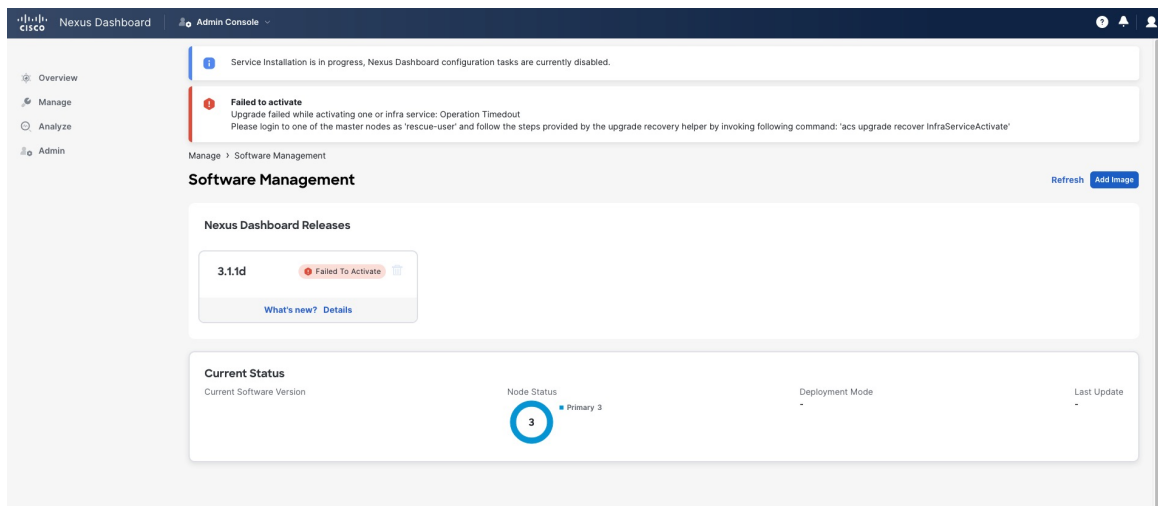 cisco Nexus Dashboard Admin Console
Service Installation is in progress, Nexus Dashboard configuration tasks are currently disabled.
Overview
Manage
Analyze
Admin
Failed to activate
Upgrade failed while activating one or infra service: Operation Timedout
Please login to one of the master nodes as 'rescue-user' and follow the steps provided by the upgrade recovery helper by invoking following command: 'acs upgrade recover InfraServiceActivate'
Manage > Software Management
Software Management
Refresh Add Image
Nexus Dashboard Releases
3.1.1d Failed To Activate
What's new? Details
Current Status
Current Software Version Node Status Deployment Mode Last Update
Primary 3 - -
3